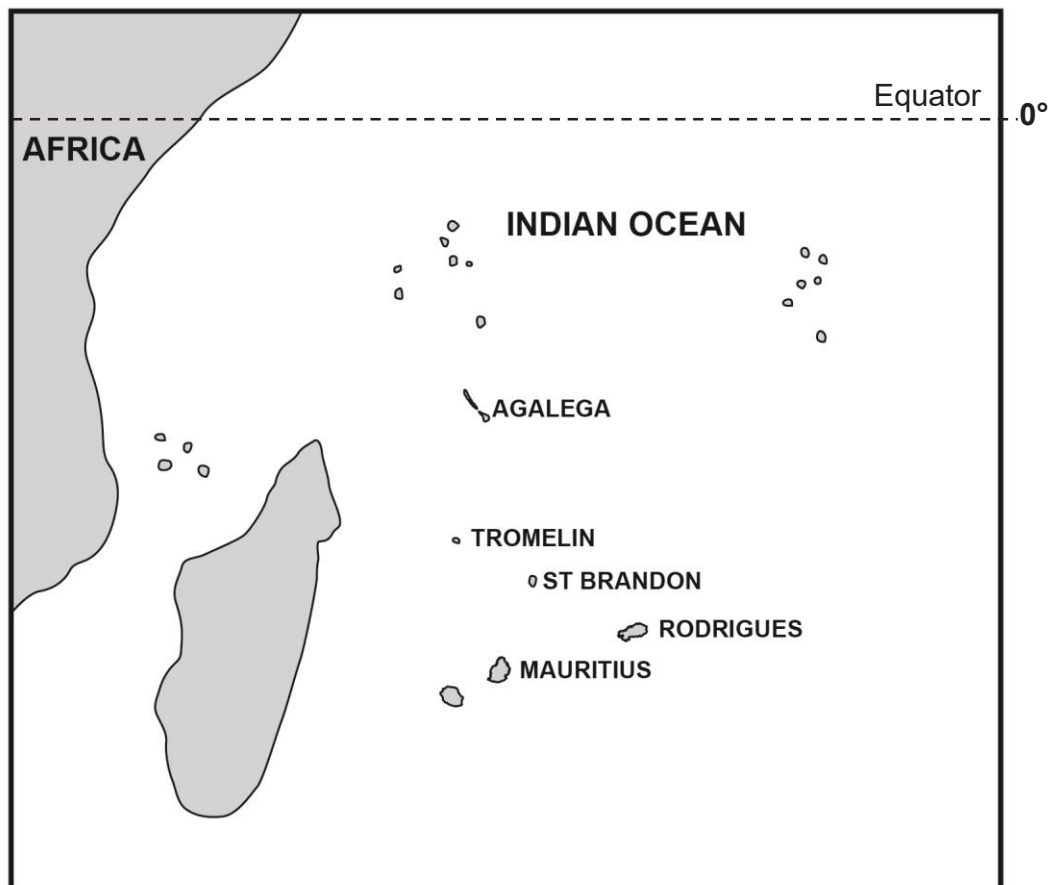 Equator
0°
AFRICA
INDIAN OCEAN
AGALEGA
TROMELIN
ST BRANDON
RODRIGUES
MAURITIUS